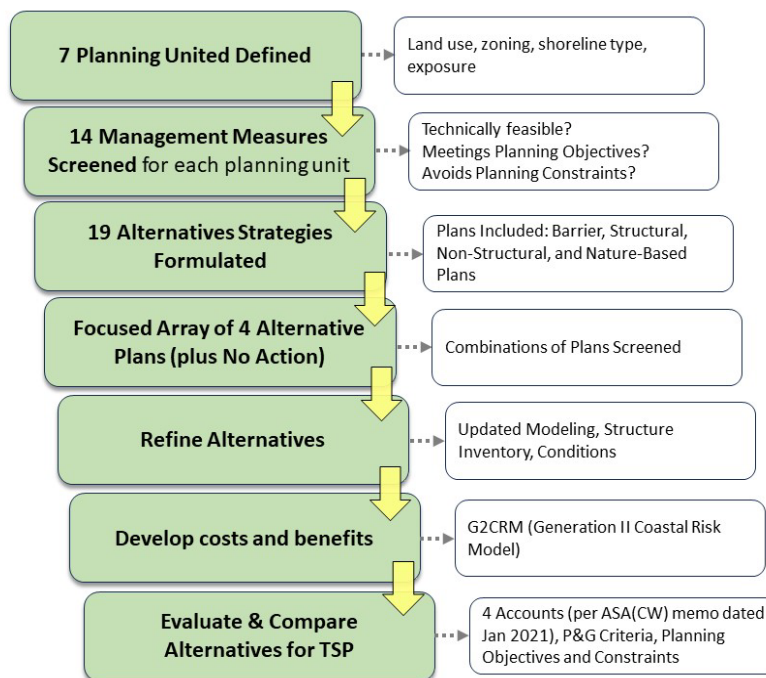 7 Planning United Defined
Land use, zoning, shoreline type,
exposure
14 Management Measures
Screened for each planning unit
Technically feasible?
Meetings Planning Objectives?
Avoids Planning Constraints?
19 Alternatives Strategies
Formulated
Plans Included: Barrier, Structural,
Non-Structural, and Nature-Based
Plans
Focused Array of 4 Alternative
Plans (plus No Action)
Combinations of Plans Screened
Refine Alternatives
Updated Modeling, Structure
Inventory, Conditions
Develop costs and benefits
G2CRM (Generation II Coastal Risk
Model)
Evaluate & Compare
Alternatives for TSP
4 Accounts (per ASA(CW) memo dated
Jan 2021), P&G Criteria, Planning
Objectives and Constraints